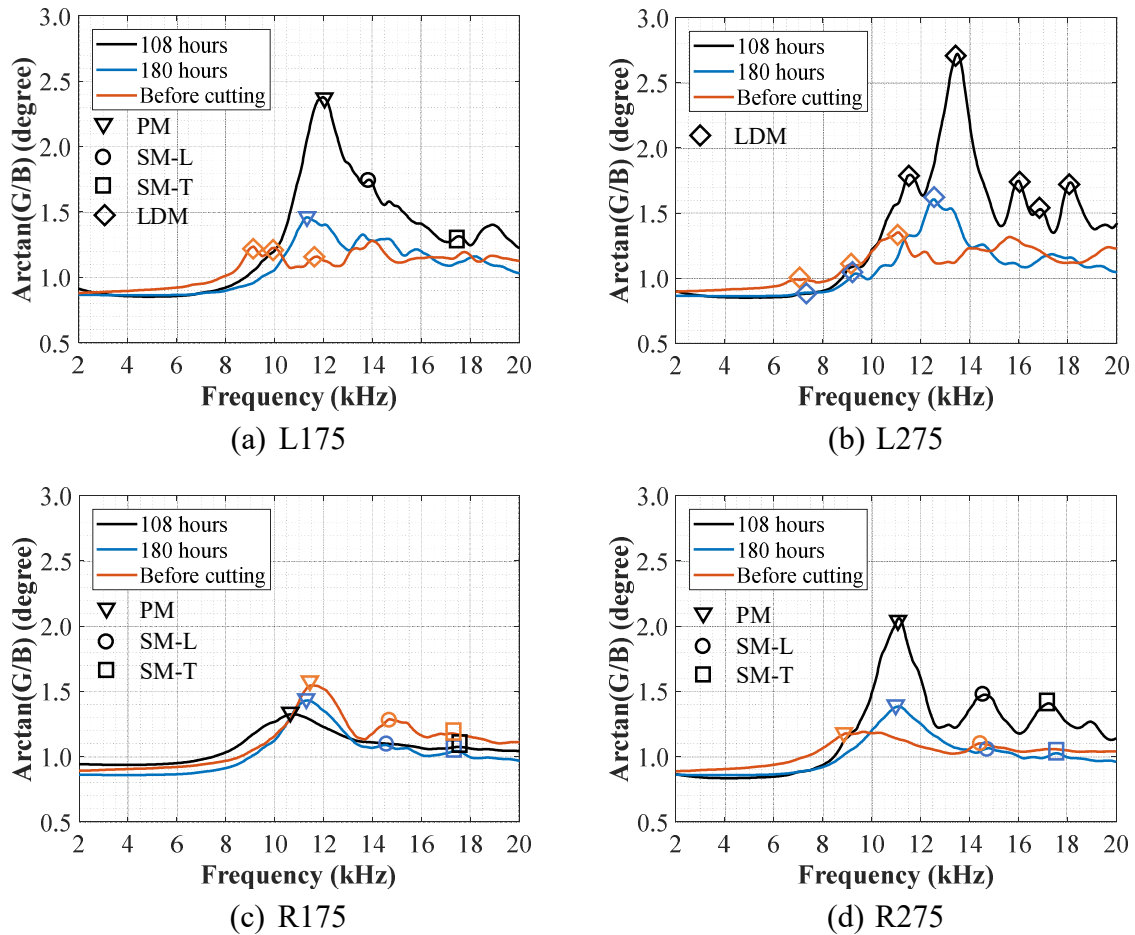 3.0
2.5
2.0
1.5
1.0
0.5
Arctan(G/B) (degree)
108 hours
180 hours
Before cutting
PM
SM-L
SM-T
LDM
2 4 6 8 10 12 14 16 18 20
Frequency (kHz)
(a) L175
3.0
2.5
2.0
1.5
1.0
0.5
Arctan(G/B) (degree)
108 hours
180 hours
Before cutting
LDM
2 4 6 8 10 12 14 16 18 20
Frequency (kHz)
(b) L275
3.0
2.5
2.0
1.5
1.0
0.5
Arctan(G/B) (degree)
108 hours
180 hours
Before cutting
PM
SM-L
SM-T
2 4 6 8 10 12 14 16 18 20
Frequency (kHz)
(c) R175
3.0
2.5
2.0
1.5
1.0
0.5
Arctan(G/B) (degree)
108 hours
180 hours
Before cutting
PM
SM-L
SM-T
2 4 6 8 10 12 14 16 18 20
Frequency (kHz)
(d) R275